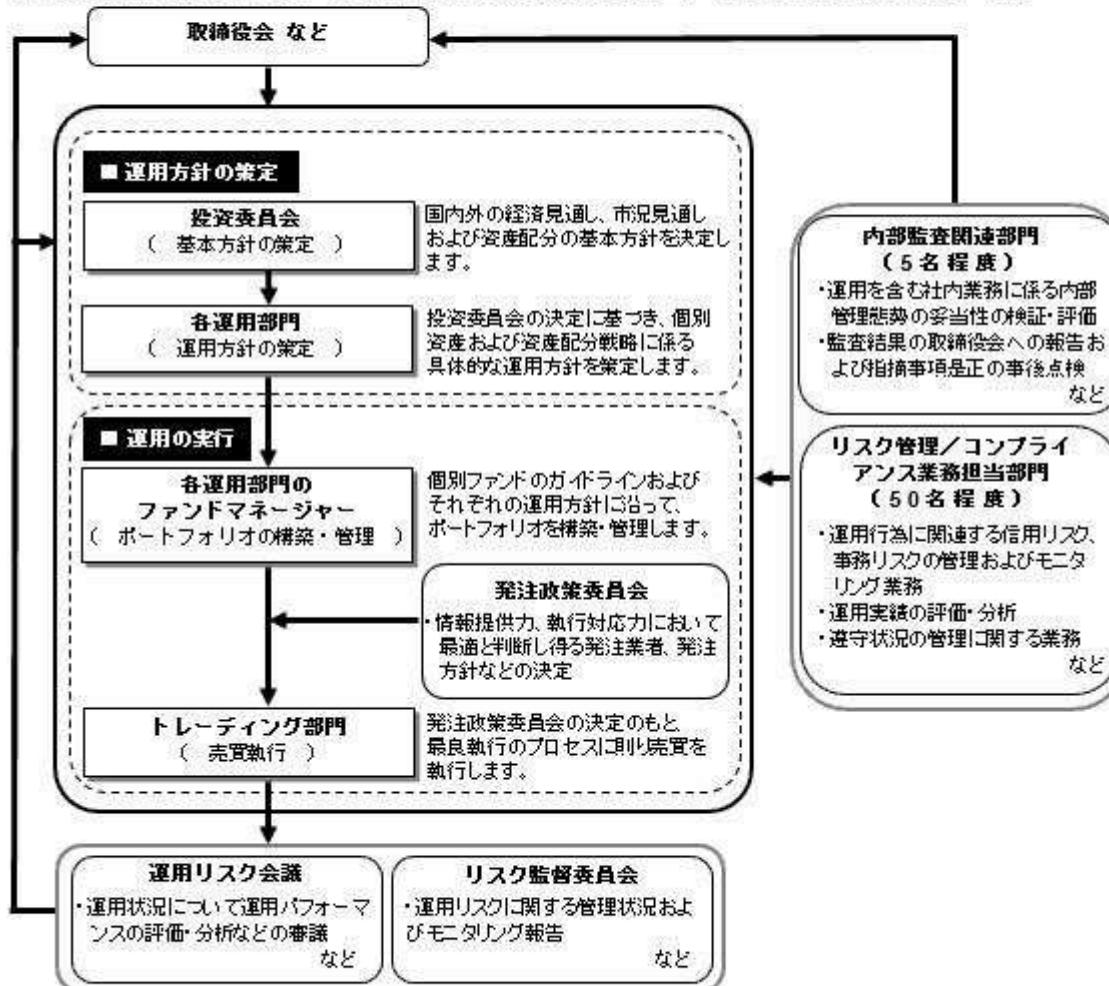 取締役会 など
■ 運用方針の策定
投資委員会
( 基本方針の策定 )
国内外の経済見通し、市況見通し
および資産配分の基本方針を決定し
ます。
各運用部門
( 運用方針の策定 )
投資委員会の決定に基づき、個別
資産および資産配分戦略に係る
具体的な運用方針を策定します。
■ 運用の実行
各運用部門の
ファンドマネージャー
( ポートフォリオの構築・管理 )
個別ファンドのガイドラインおよび
それぞれの運用方針に沿って、
ポートフォリオを構築・管理します。
発注政策委員会
・情報提供力、執行対応力において
最適と判断し得る発注業者、発注
方針などの決定
トレーディング部門
( 売買執行 )
発注政策委員会の決定のもと、
最良執行のプロセスに則り売買を
執行します。
運用リスク会議
・運用状況について運用パフォーマ
ンスの評価・分析などの審議
など
リスク監督委員会
・運用リスクに関する管理状況およ
びモニタリング報告
など
内部監査関連部門
(5名程度)
・運用を含む社内業務に係る内部
管理態勢の妥当性の検証・評価
・監査結果の取締役会への報告お
よび指摘事項是正の事後点検
など
リスク管理／コンプライ
アンス業務担当部門
(50名程度)
・運用行為に関連する信用リスク、
事務リスクの管理およびモニタ
リング業務
・運用実績の評価・分析
・遵守状況の管理に関する業務
など